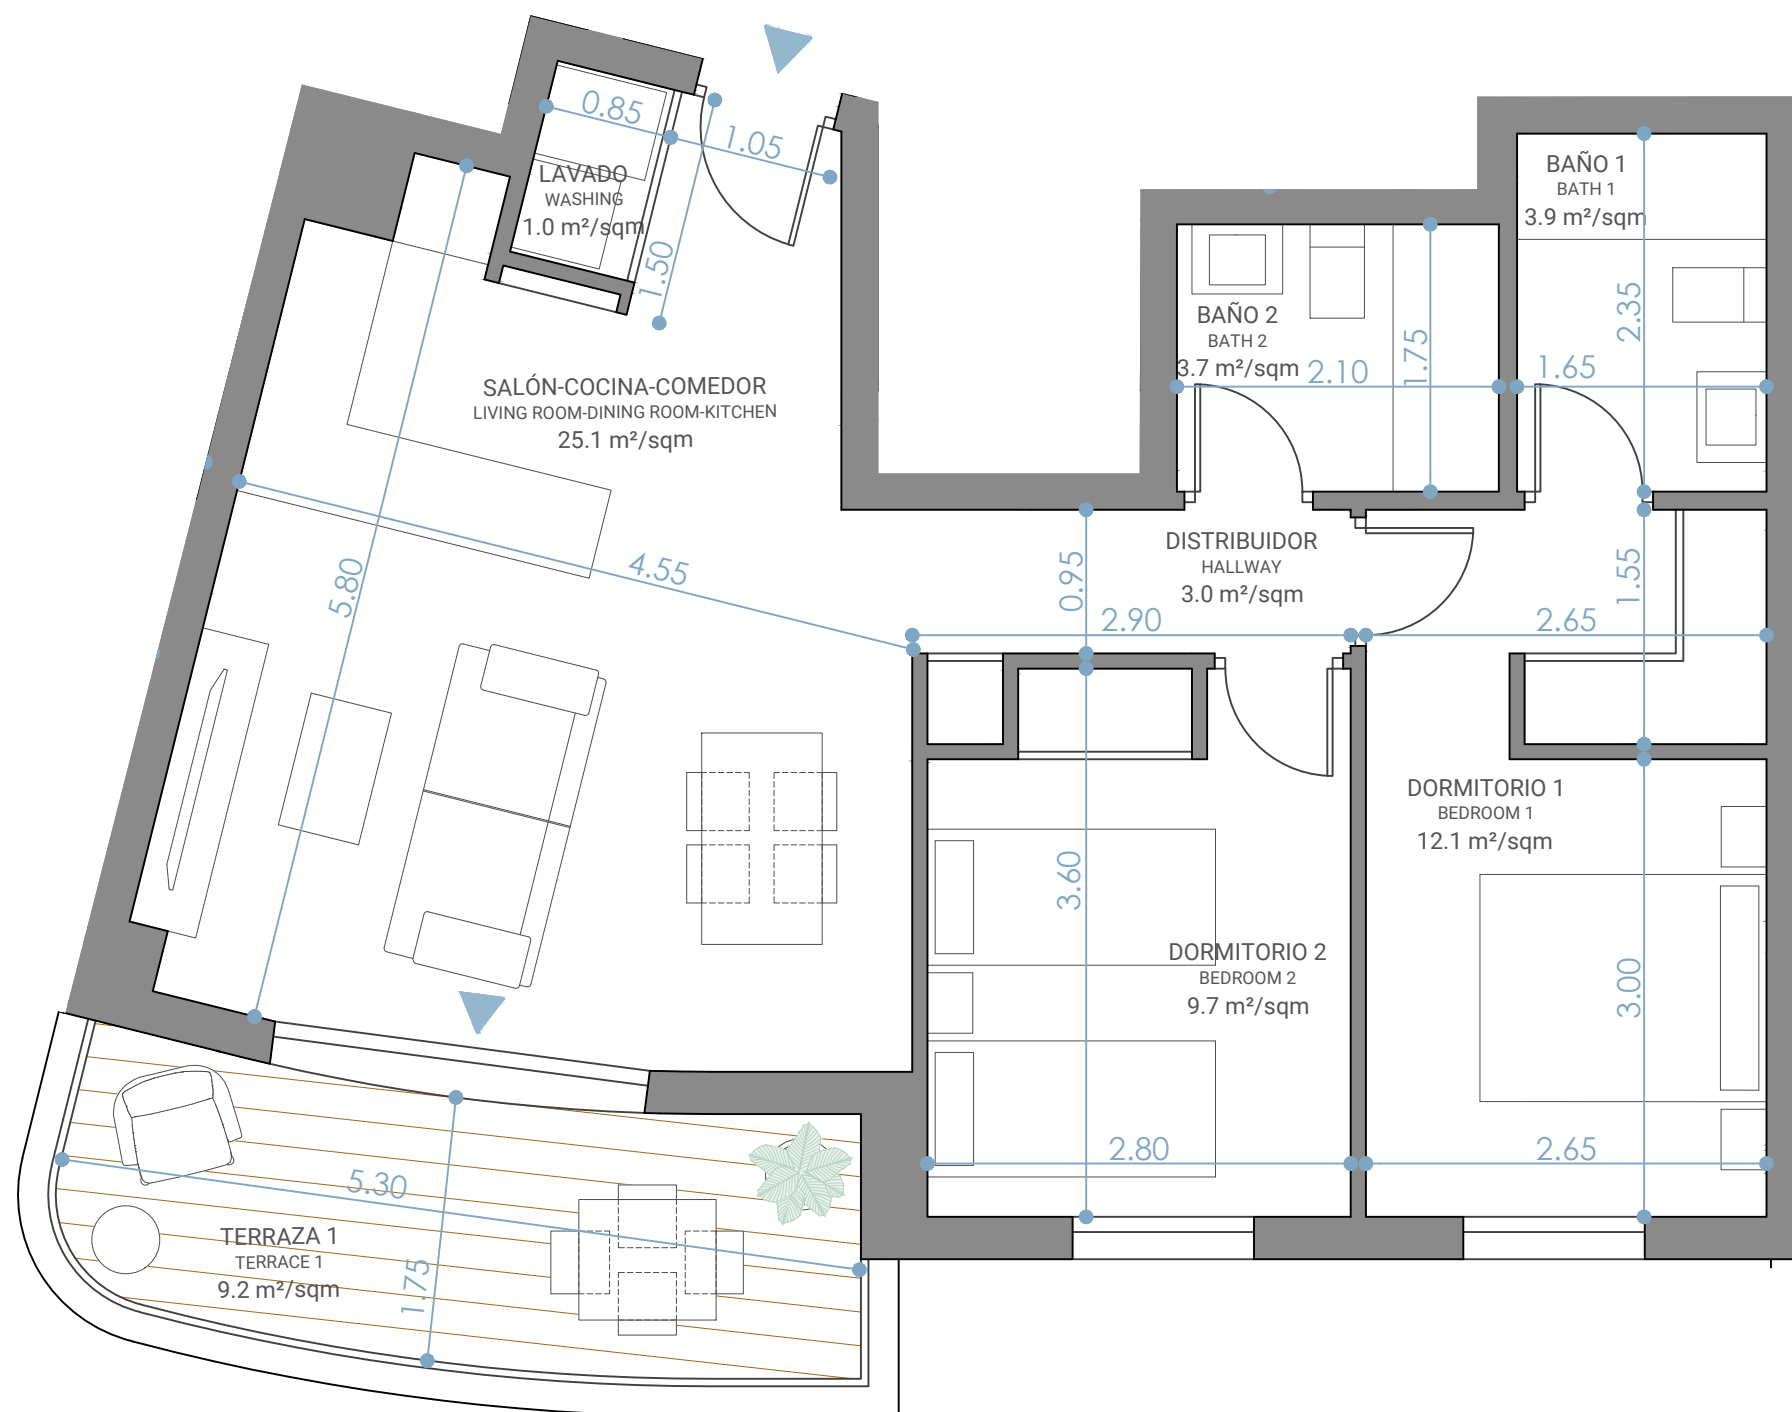 0.85
1.05
LAVADO
WASHING
1.0 m²/sqm
1.50
BAÑO 1
BATH 1
3.9 m²/sqm
2.35
1.65
BAÑO 2
BATH 2
3.7 m²/sqm
2.10
1.75
SALÓN-COCINA-COMEDOR
LIVING ROOM-DINING ROOM-KITCHEN
25.1 m²/sqm
5.80
4.55
DISTRIBUIDOR
HALLWAY
3.0 m²/sqm
0.95
2.90
1.55
2.65
DORMITORIO 1
BEDROOM 1
12.1 m²/sqm
3.60
3.00
DORMITORIO 2
BEDROOM 2
9.7 m²/sqm
2.80
2.65
5.30
TERRAZA 1
TERRACE 1
9.2 m²/sqm
1.75